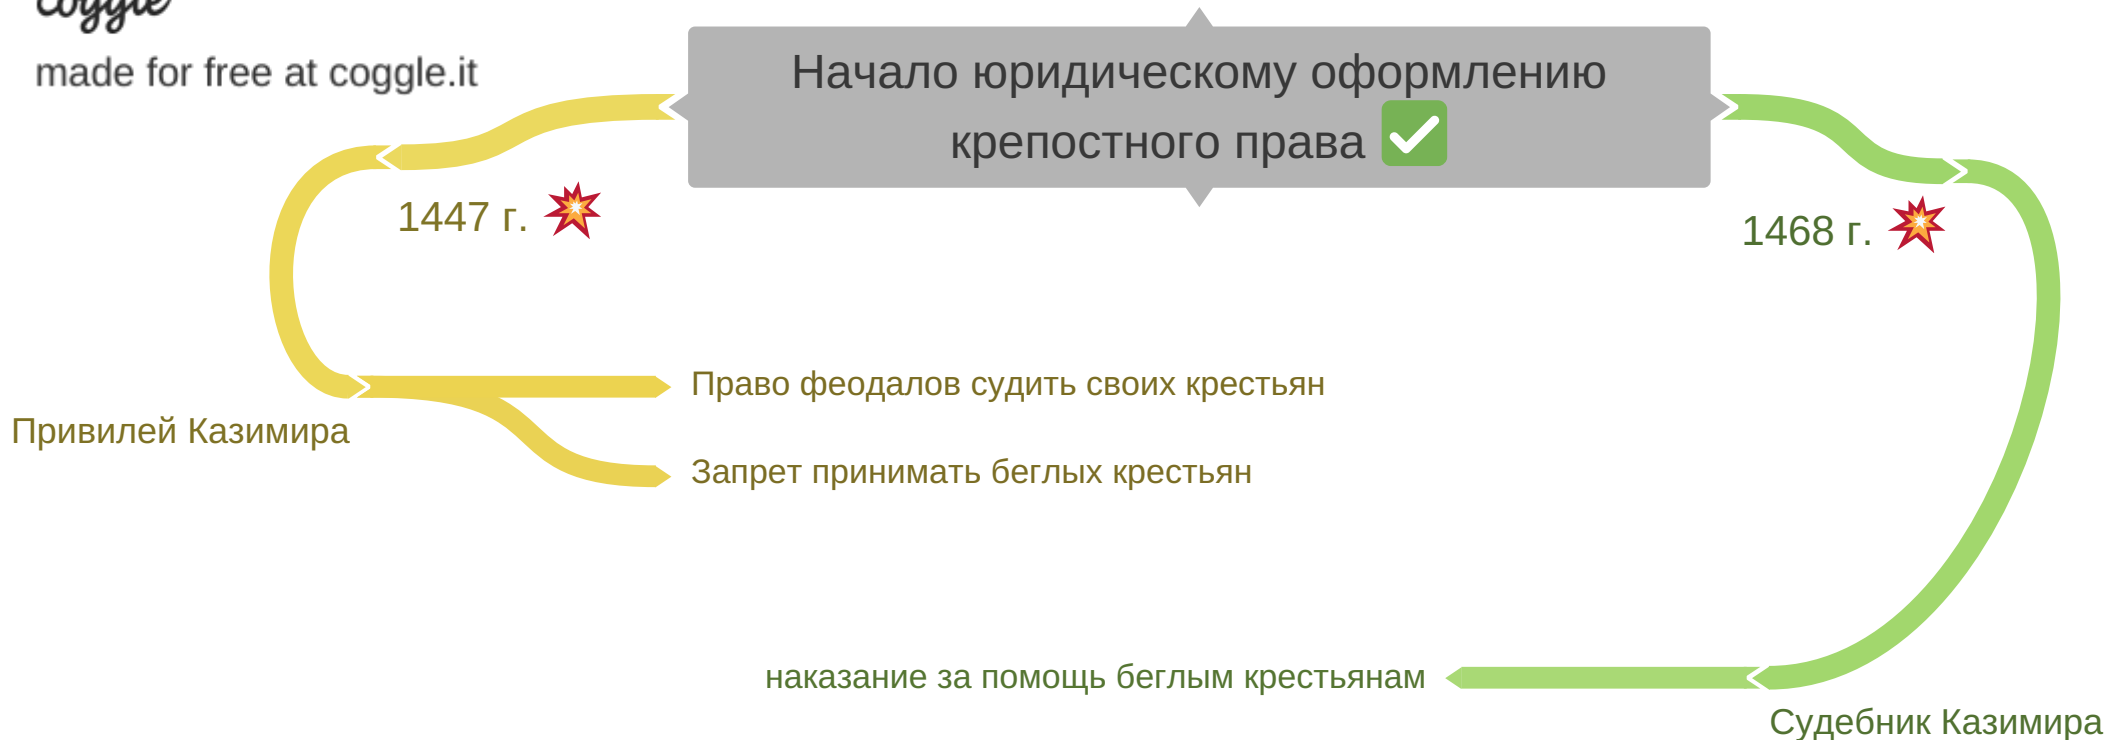 coggle
made for free at coggle.it
Начало юридическому оформлению
крепостного права
1447 г.
1468 г.
Право феодалов судить своих крестьян
Привилей Казимира
Запрет принимать беглых крестьян
наказание за помощь беглым крестьянам
Судебник Казимира